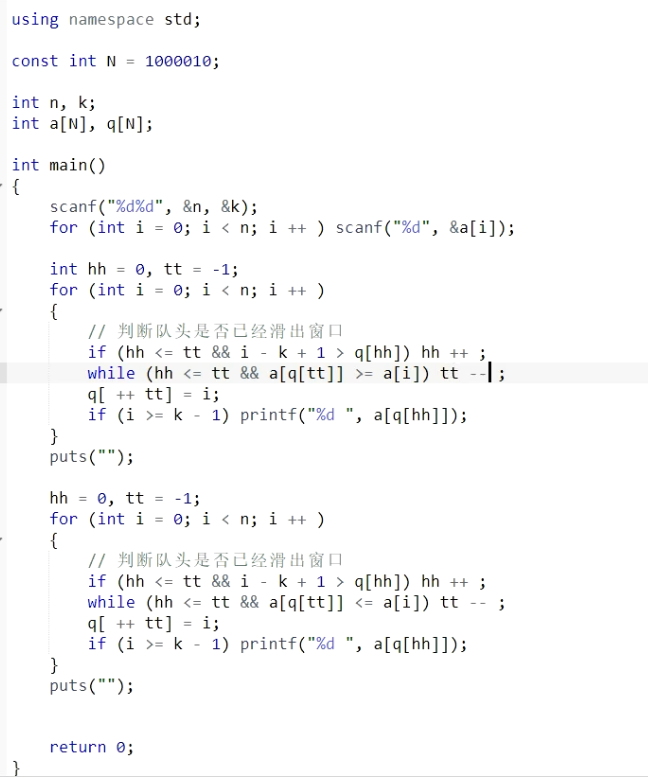 using namespace std;
const int N = 1000010;
int n, k;
int a[N], q[N];
int main()
{
    scanf("%d%d", &n, &k);
    for (int i = 0; i < n; i ++ ) scanf("%d", &a[i]);
    int hh = 0, tt = -1;
    for (int i = 0; i < n; i ++ )
    {
        // 判断队头是否已经滑出窗口
        if (hh <= tt && i - k + 1 > q[hh]) hh ++ ;
        while (hh <= tt && a[q[tt]] >= a[i]) tt -- ;
        q[ ++ tt] = i;
        if (i >= k - 1) printf("%d ", a[q[hh]]);
    }
    puts("");
    hh = 0, tt = -1;
    for (int i = 0; i < n; i ++ )
    {
        // 判断队头是否已经滑出窗口
        if (hh <= tt && i - k + 1 > q[hh]) hh ++ ;
        while (hh <= tt && a[q[tt]] <= a[i]) tt -- ;
        q[ ++ tt] = i;
        if (i >= k - 1) printf("%d ", a[q[hh]]);
    }
    puts("");
    return 0;
}